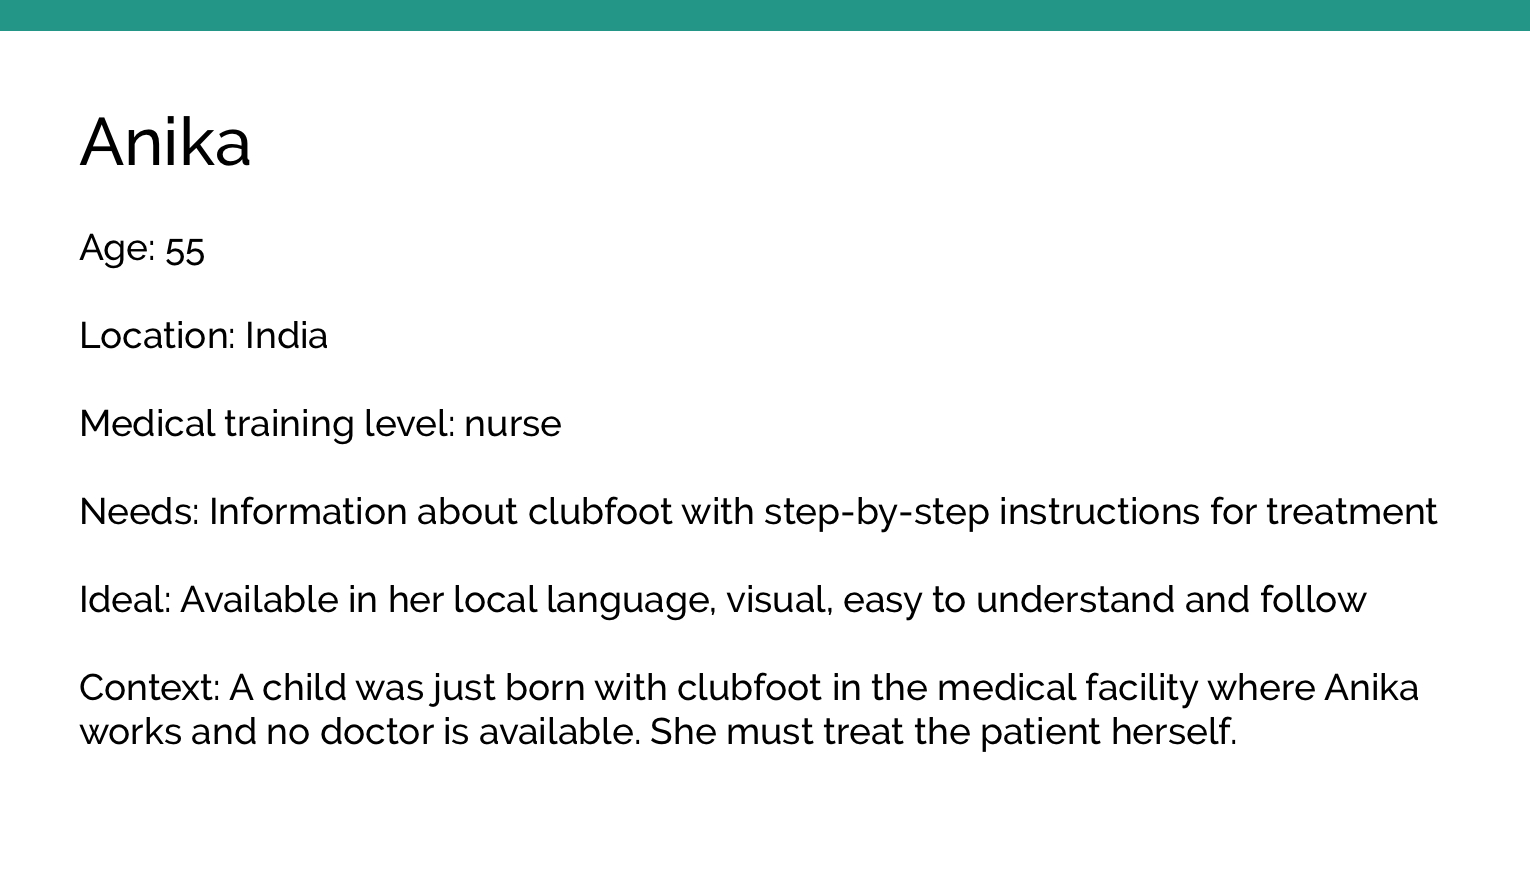 Anika
Age: 55
Location: India
Medical training level: nurse
Needs: Information about clubfoot with step-by-step instructions for treatment
Ideal: Available in her local language, visual, easy to understand and follow
Context: A child was just born with clubfoot in the medical facility where Anika
works and no doctor is available. She must treat the patient herself.